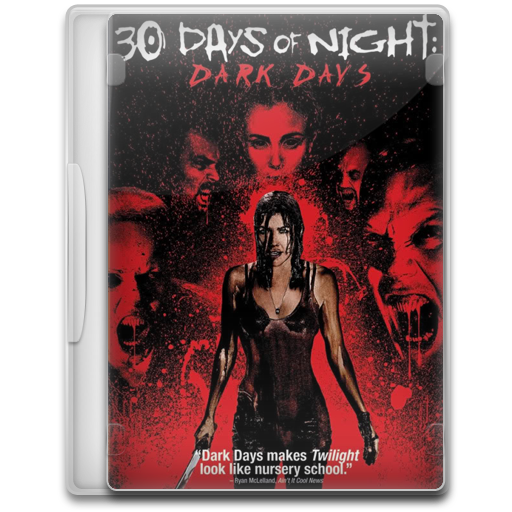 30 DAYS OF NIGHT:
DARK DAYS
“Dark Days makes Twilight
look like nursery school.”
– Ryan McLelland, Ain't It Cool News